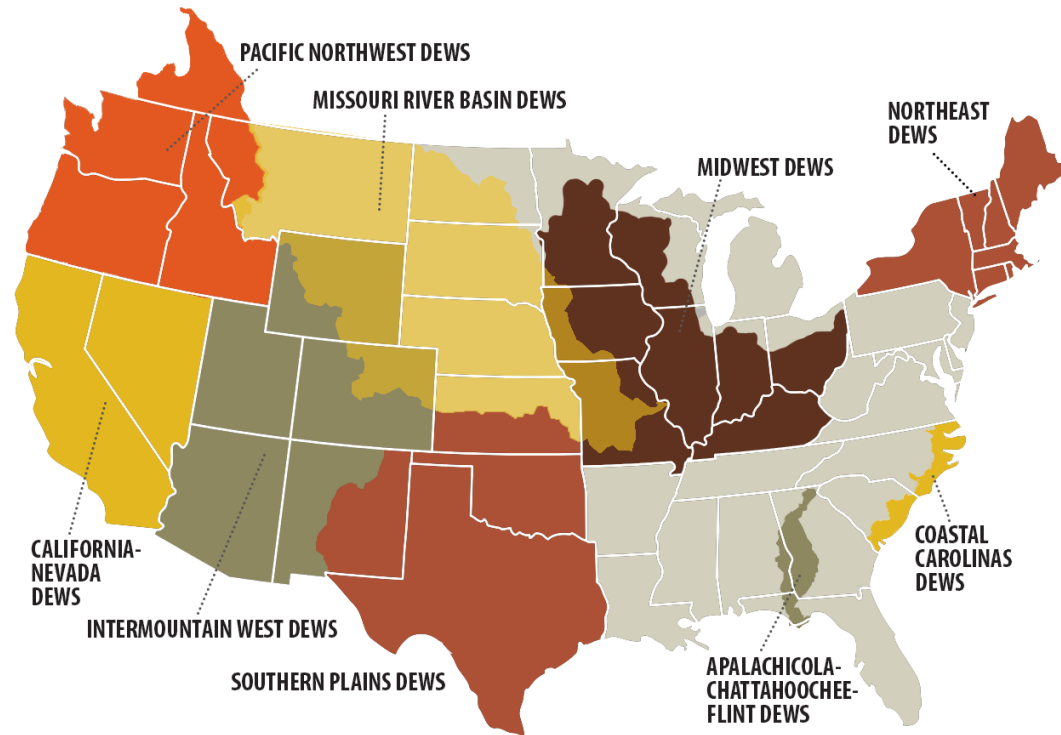 PACIFIC NORTHWEST DEWS
MISSOURI RIVER BASIN DEWS
NORTHEAST
DEWS
MIDWEST DEWS
CALIFORNIA-
NEVADA
DEWS
COASTAL
CAROLINAS
DEWS
INTERMOUNTAIN WEST DEWS
SOUTHERN PLAINS DEWS
APALACHICOLA-
CHATTAHOOCHEE-
FLINT DEWS